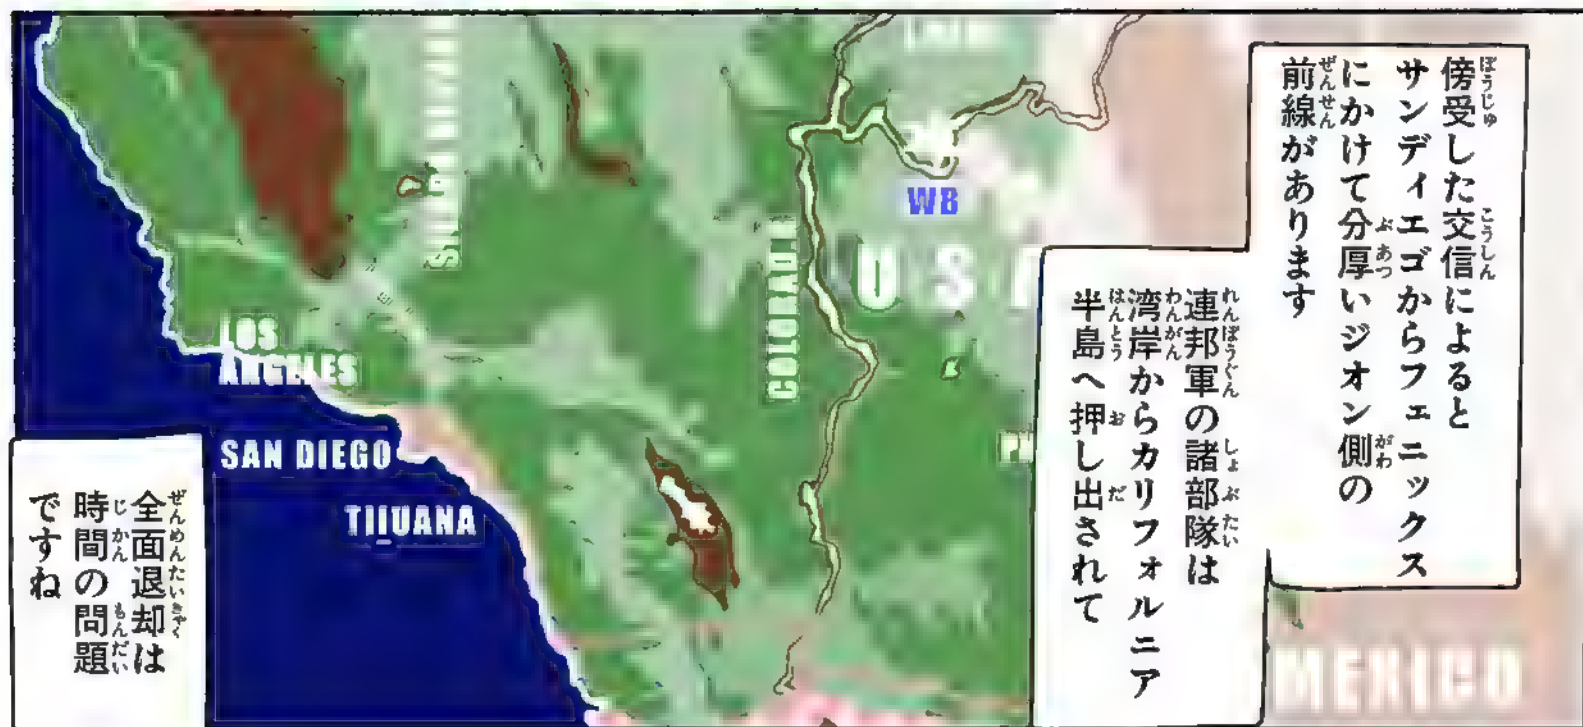 傍受した交信によると
サンディエゴからフェニックス
にかけて分厚いジオン側の
前線があります
連邦軍の諸部隊は
湾岸からカリフォルニア
半島へ押し出されて
全面退却は
時間の問題
ですね
WB
COLORADO
LOS
ANGELES
SAN DIEGO
TIJUANA
MEXICO